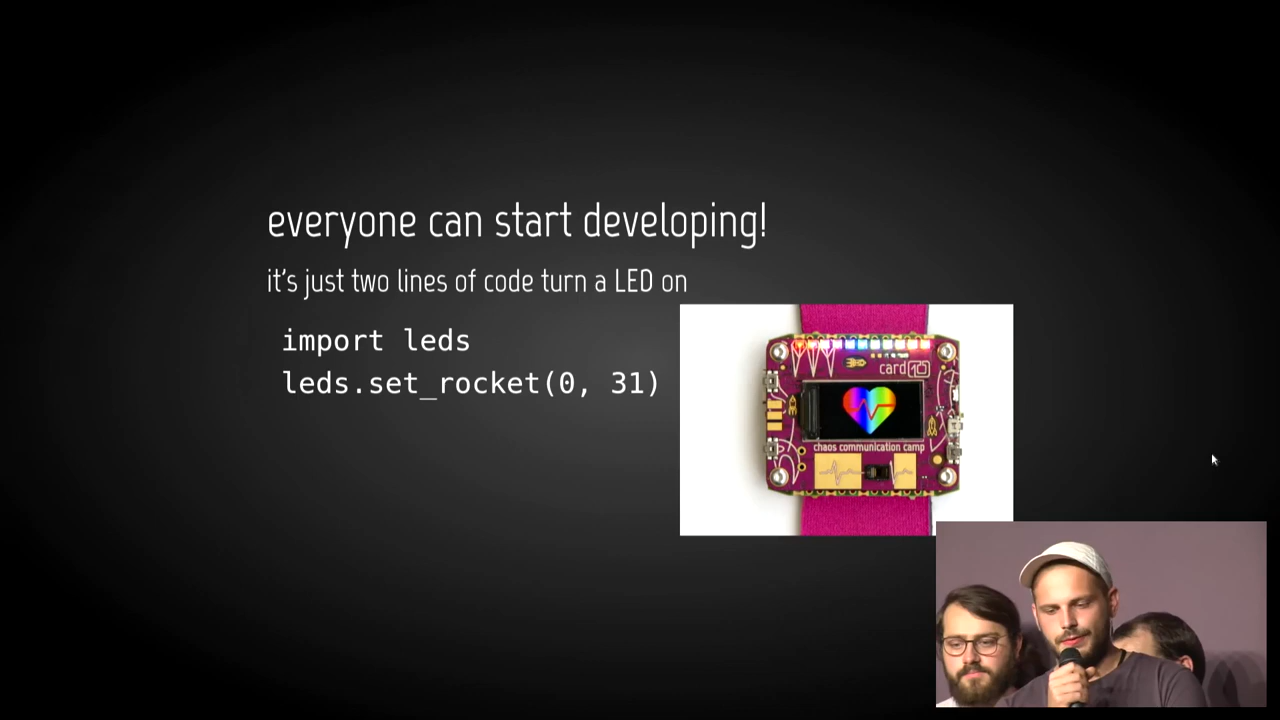 everyone can start developing!
it's just two lines of code turn a LED on
import leds
leds.set_rocket(0, 31)
card10
chaos communication camp